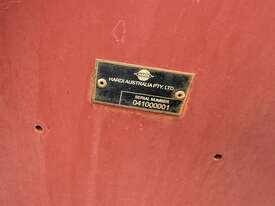 HARDI AUSTRALIA PTY. LTD.
SERIAL NUMBER
041000001